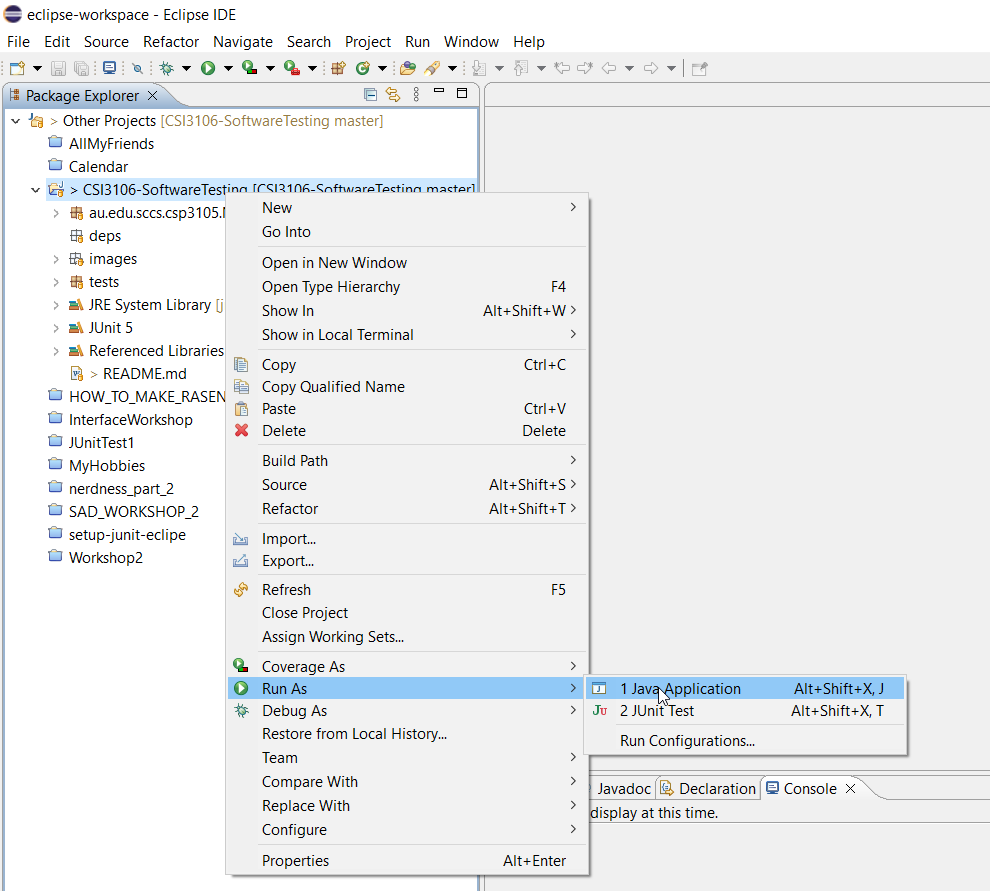 eclipse-workspace - Eclipse IDE
File Edit Source Refactor Navigate Search Project Run Window Help
Package Explorer
> Other Projects [CSI3106-SoftwareTesting master]
AllMyFriends
Calendar
> CSI3106-SoftwareTesting [CSI3106-SoftwareTesting master]
au.edu.sccs.csp3105.
deps
images
tests
JRE System Library [j
JUnit 5
Referenced Libraries
> README.md
HOW_TO_MAKE_RASEN
InterfaceWorkshop
JUnitTest1
MyHobbies
nerdness_part_2
SAD_WORKSHOP_2
setup-junit-eclipe
Workshop2
New
Go Into
Open in New Window
Open Type Hierarchy F4
Show In Alt+Shift+W
Show in Local Terminal
Copy Ctrl+C
Copy Qualified Name
Paste Ctrl+V
Delete Delete
Build Path
Source Alt+Shift+S
Refactor Alt+Shift+T
Import...
Export...
Refresh F5
Close Project
Assign Working Sets...
Coverage As
Run As
Debug As
Restore from Local History...
Team
Compare With
Replace With
Configure
Properties Alt+Enter
1 Java Application Alt+Shift+X, J
2 JUnit Test Alt+Shift+X, T
Run Configurations...
Javadoc Declaration Console
display at this time.